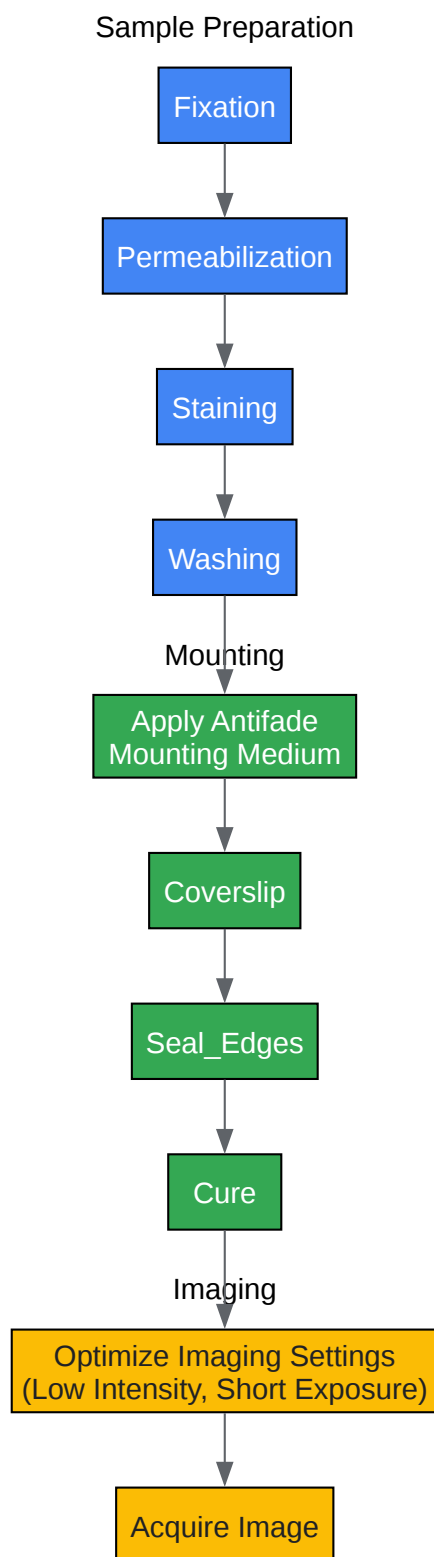 Sample Preparation
Fixation
Permeabilization
Staining
Washing
Mounting
Apply Antifade
Mounting Medium
Coverslip
Seal_Edges
Cure
Imaging
Optimize Imaging Settings
(Low Intensity, Short Exposure)
Acquire Image